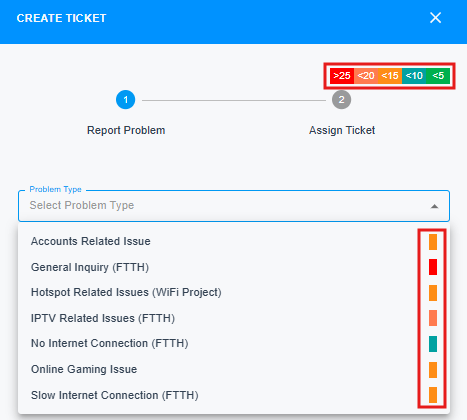 CREATE TICKET
>25 <20 <15 <10 <5
1 2
Report Problem Assign Ticket
Problem Type
Select Problem Type
Accounts Related Issue
General Inquiry (FTTH)
Hotspot Related Issues (WiFi Project)
IPTV Related Issues (FTTH)
No Internet Connection (FTTH)
Online Gaming Issue
Slow Internet Connection (FTTH)